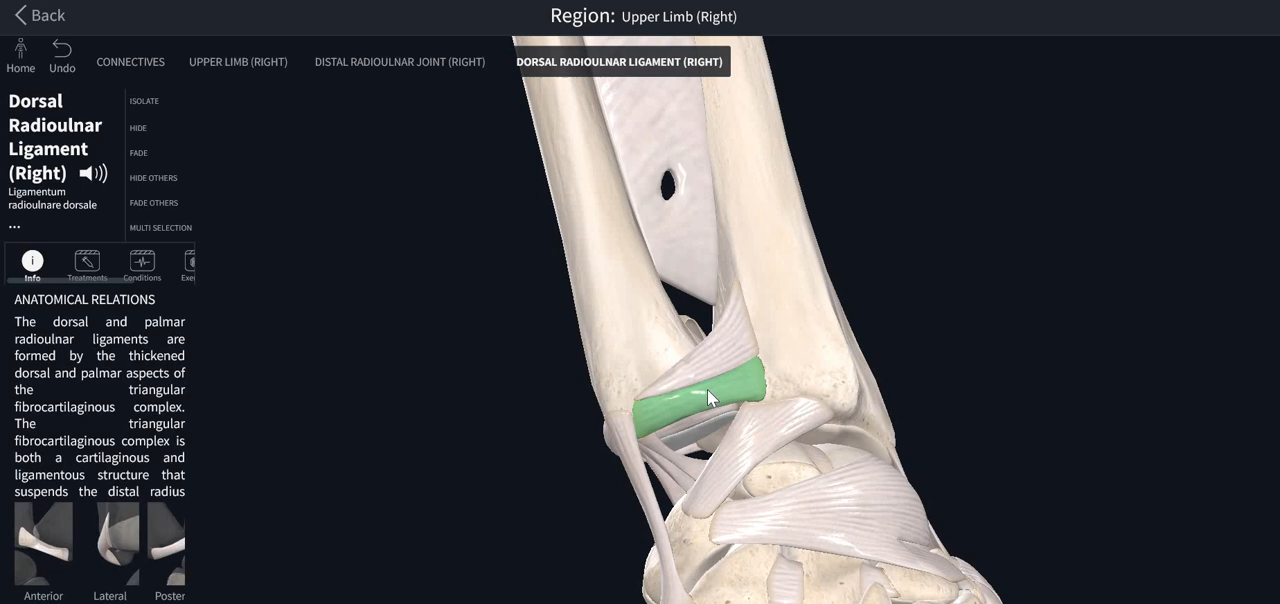 Back
Region: Upper Limb (Right)
Home
Undo
CONNECTIVES
UPPER LIMB (RIGHT)
DISTAL RADIOULNAR JOINT (RIGHT)
DORSAL RADIOULNAR LIGAMENT (RIGHT)
Dorsal
Radioulnar
Ligament
(Right)
Ligamentum
radioulnare dorsale
...
ISOLATE
HIDE
FADE
HIDE OTHERS
FADE OTHERS
MULTI SELECTION
Info
Treatments
Conditions
Exe
ANATOMICAL RELATIONS
The dorsal and palmar
radioulnar ligaments are
formed by the thickened
dorsal and palmar aspects of
the triangular
fibrocartilaginous complex.
The triangular
fibrocartilaginous complex is
both a cartilaginous and
ligamentous structure that
suspends the distal radius
Anterior
Lateral
Poster